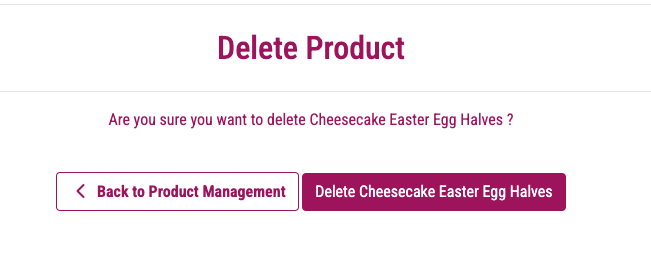 Delete Product
Are you sure you want to delete Cheesecake Easter Egg Halves ?
Back to Product Management
Delete Cheesecake Easter Egg Halves